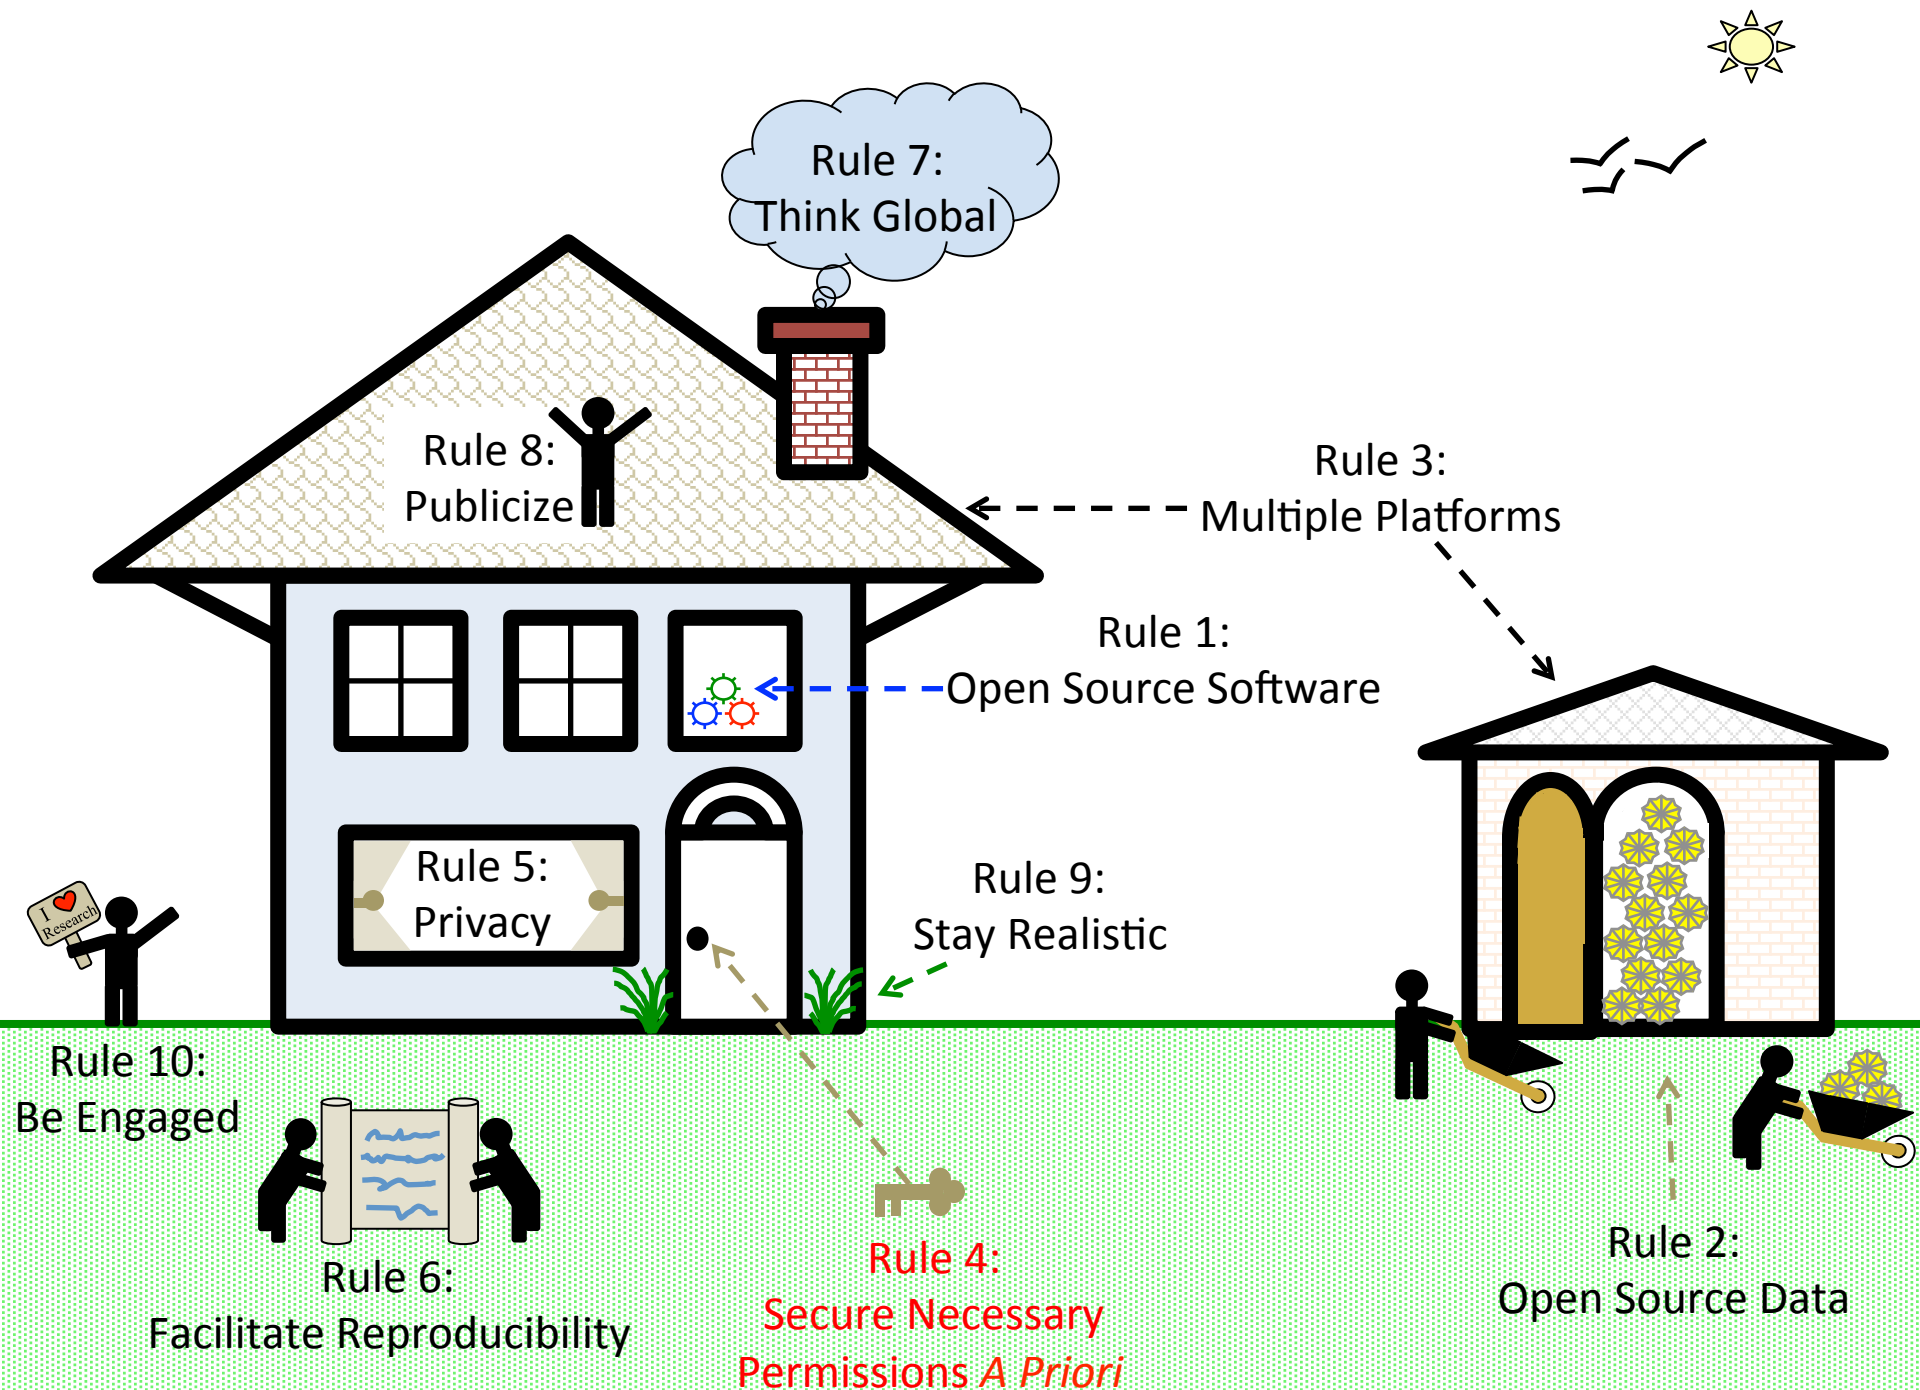 Rule 7:
Think Global
Rule 8:
Publicize
Rule 3:
Multiple Platforms
Rule 1:
Open Source Software
Rule 5:
Privacy
Rule 9:
Stay Realistic
I
Research
Rule 10:
Be Engaged
Rule 6:
Facilitate Reproducibility
Rule 4:
Secure Necessary
Permissions A Priori
Rule 2:
Open Source Data